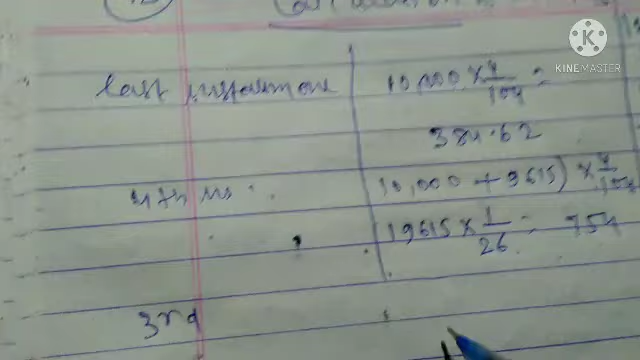 KINEMASTER
last instalment 10,000 × 4/104 =
384.62
4th ins. 10,000 + 9615) × 4/104
19615 × 1/26 = 754
3rd